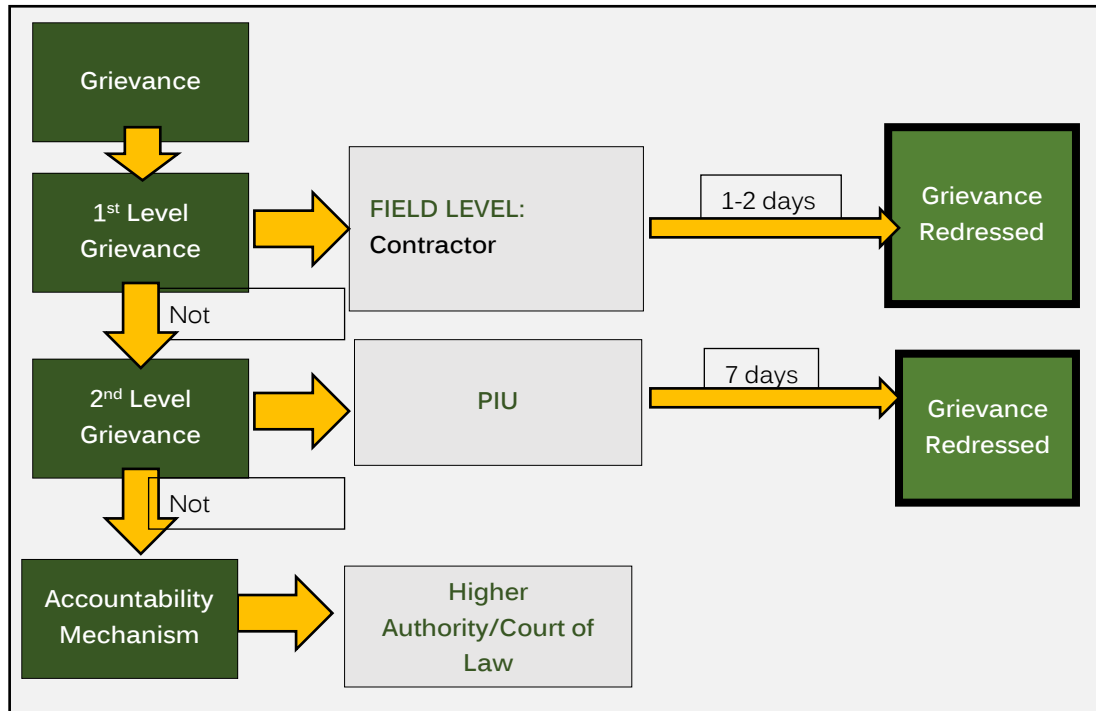 Grievance
1st Level
Grievance
FIELD LEVEL:
Contractor
1-2 days
Grievance
Redressed
Not
2nd Level
Grievance
PIU
7 days
Grievance
Redressed
Not
Accountability
Mechanism
Higher
Authority/Court of
Law